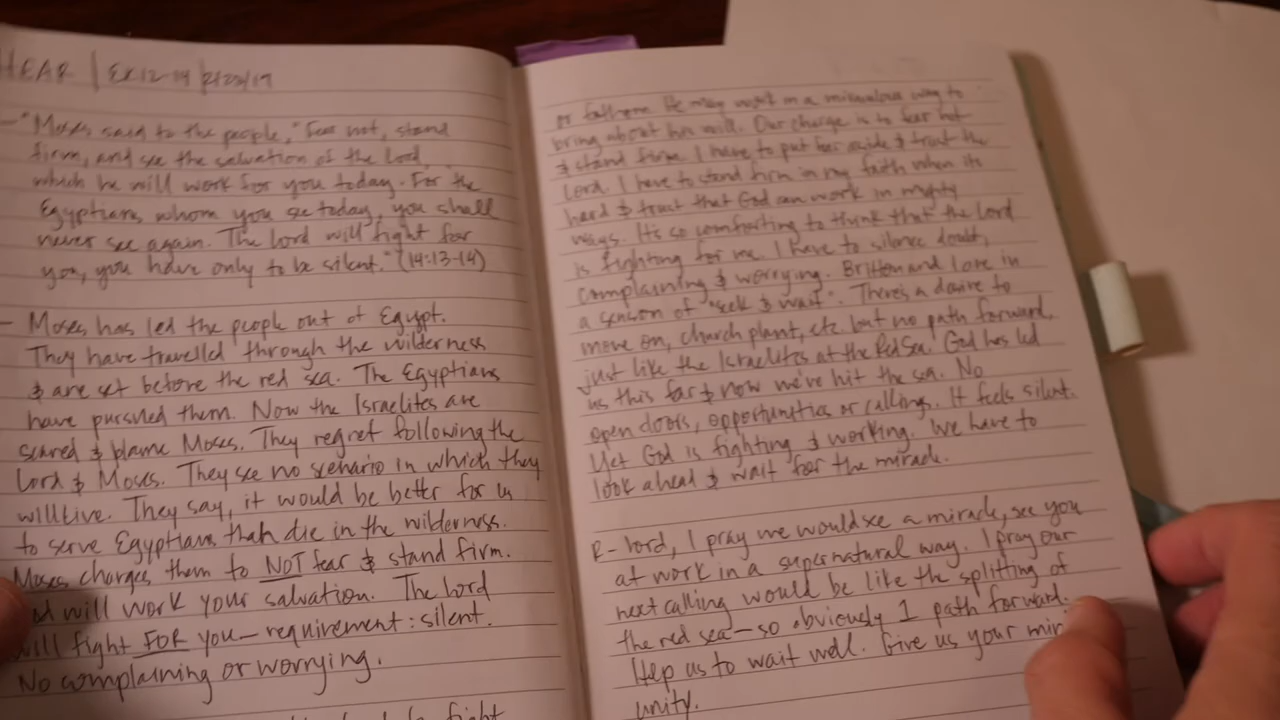 HEAR | EX 12-14 | 2/20/19
- "Moses said to the people, "Fear not, stand
firm, and see the salvation of the Lord,
which he will work for you today. For the
Egyptians whom you see today, you shall
never see again. The Lord will fight for
you, you have only to be silent." (14:13-14)
- Moses has led the people out of Egypt.
They have travelled through the wilderness
& are set before the red sea. The Egyptians
have pursued them. Now the Israelites are
scared & blame Moses. They regret following the
Lord & Moses. They see no scenario in which they
will live. They say, it would be better for us
to serve Egyptians than die in the wilderness.
Moses charges them to NOT fear & stand firm.
will work your salvation. The Lord
will fight FOR you - requirement: silent.
No complaining or worrying.
fight
He may work in a miraculous way to
bring about his will. Our charge is to fear not
& stand firm. I have to put fear aside & trust the
Lord. I have to stand firm in my faith when its
hard & trust that God can work in mighty
ways. It's so comforting to think that the Lord
is fighting for me. I have to silence doubt,
complaining & worrying. Britten and I are in
a season of "seek & wait". There's a desire to
move on, church plant, etc but no path forward,
just like the Israelites at the Red Sea. God has led
us this far & now we've hit the sea. No
open doors, opportunities or callings. It feels silent.
Yet God is fighting & working. We have to
look ahead & wait for the miracle.
R- Lord, I pray we would see a miracle, see you
at work in a supernatural way. I pray our
next calling would be like the splitting of
the red sea - so obviously 1 path forward.
Help us to wait well. Give us your
unity.